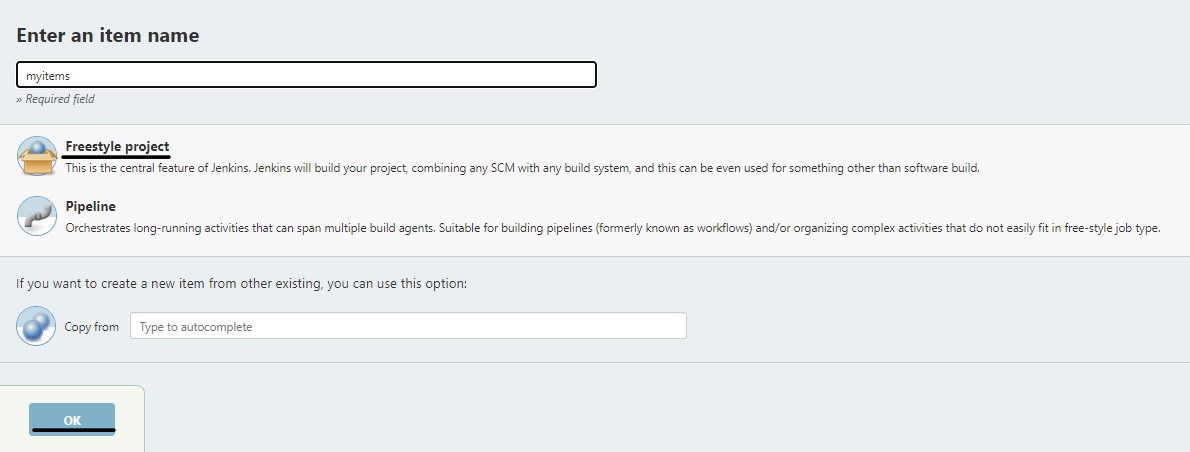 Enter an item name
myitems
» Required field
Freestyle project
This is the central feature of Jenkins. Jenkins will build your project, combining any SCM with any build system, and this can be even used for something other than software build.
Pipeline
Orchestrates long-running activities that can span multiple build agents. Suitable for building pipelines (formerly known as workflows) and/or organizing complex activities that do not easily fit in free-style job type.
If you want to create a new item from other existing, you can use this option:
Copy from Type to autocomplete
OK